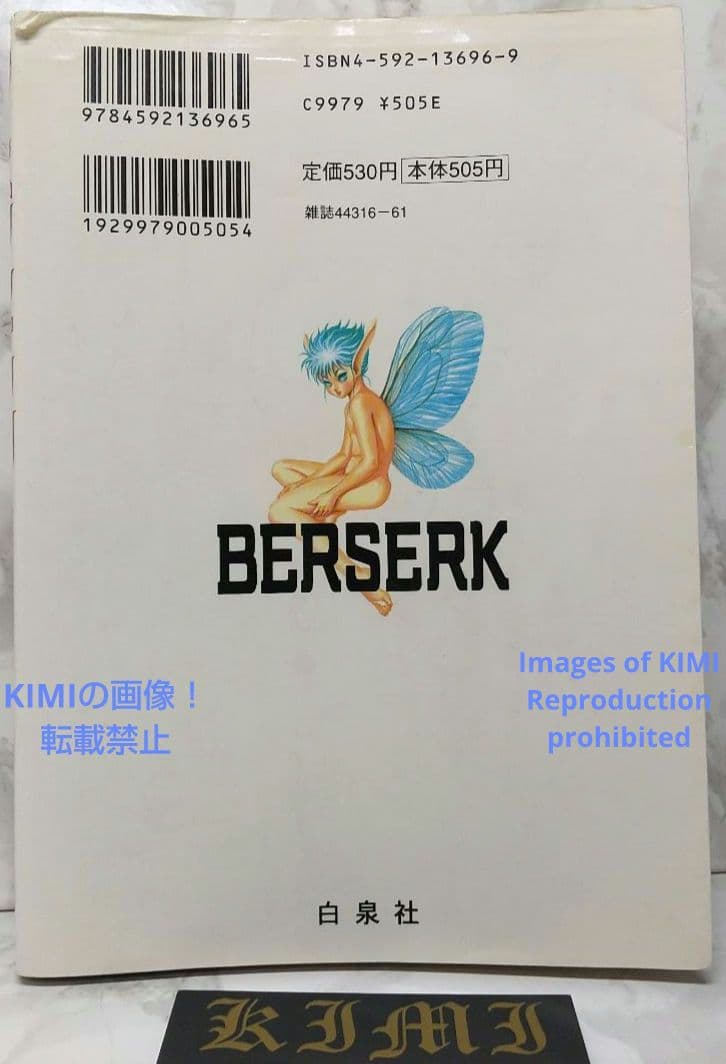 ISBN4-592-13696-9
9784592136965
C9979 ¥505E
定価530円 本体505円
雑誌44316-61
1929979005054
BERSERK
KIMIの画像！
転載禁止
Images of KIMI
Reproduction
prohibited
白泉社
KIMI